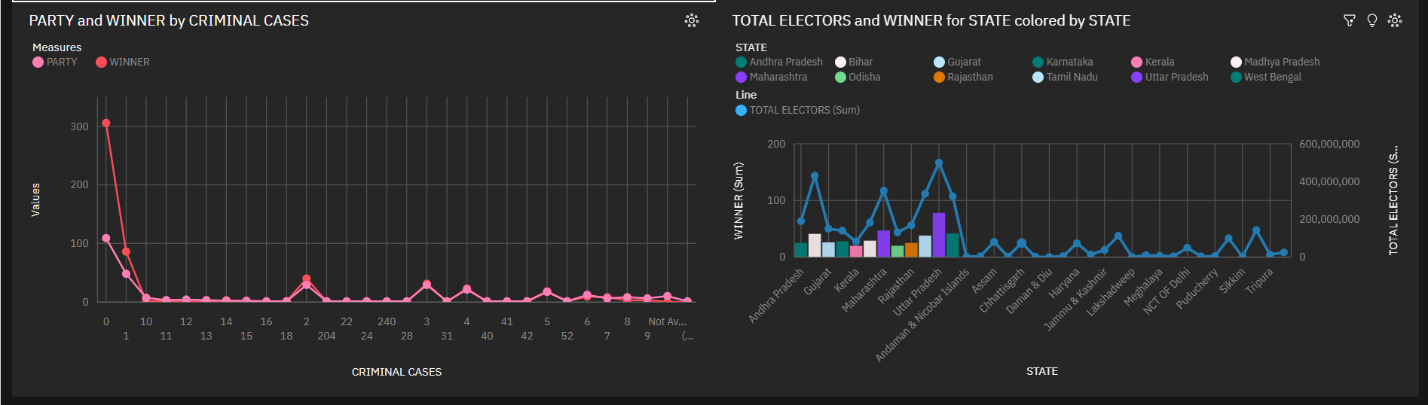 PARTY and WINNER by CRIMINAL CASES
Measures
PARTY WINNER
300
200
100
0
Values
0 10 12 14 16 2 22 240 3 4 41 5 6 8 Not Av...
1 11 13 15 18 204 24 28 31 40 42 52 7 9 (...
CRIMINAL CASES
TOTAL ELECTORS and WINNER for STATE colored by STATE
STATE
Andhra Pradesh Bihar Gujarat Karnataka Kerala Madhya Pradesh
Maharashtra Odisha Rajasthan Tamil Nadu Uttar Pradesh West Bengal
Line
TOTAL ELECTORS (Sum)
200 600,000,000
400,000,000
100
200,000,000
0 0
WINNER (Sum)
TOTAL ELECTORS (S...
Andhra Pradesh
Gujarat
Kerala
Maharashtra
Rajasthan
Uttar Pradesh
Andaman & Nicobar Islands
Assam
Chhattisgarh
Daman & Diu
Haryana
Jammu & Kashmir
Lakshadweep
Meghalaya
NCT OF Delhi
Puducherry
Sikkim
Tripura
STATE